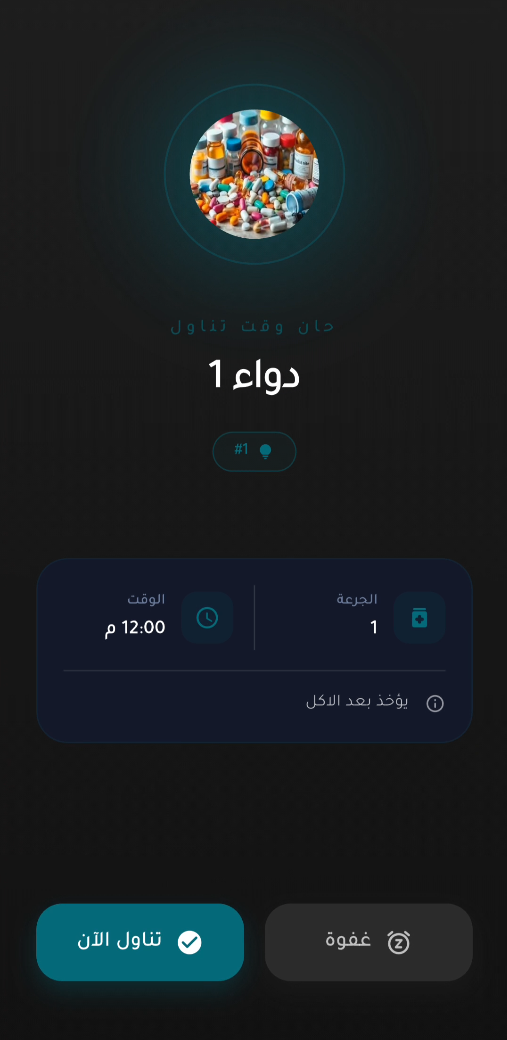 حان وقت تناول
دواء 1
#1
الجرعة
1
الوقت
12:00 م
يؤخذ بعد الاكل
غفوة
تناول الآن